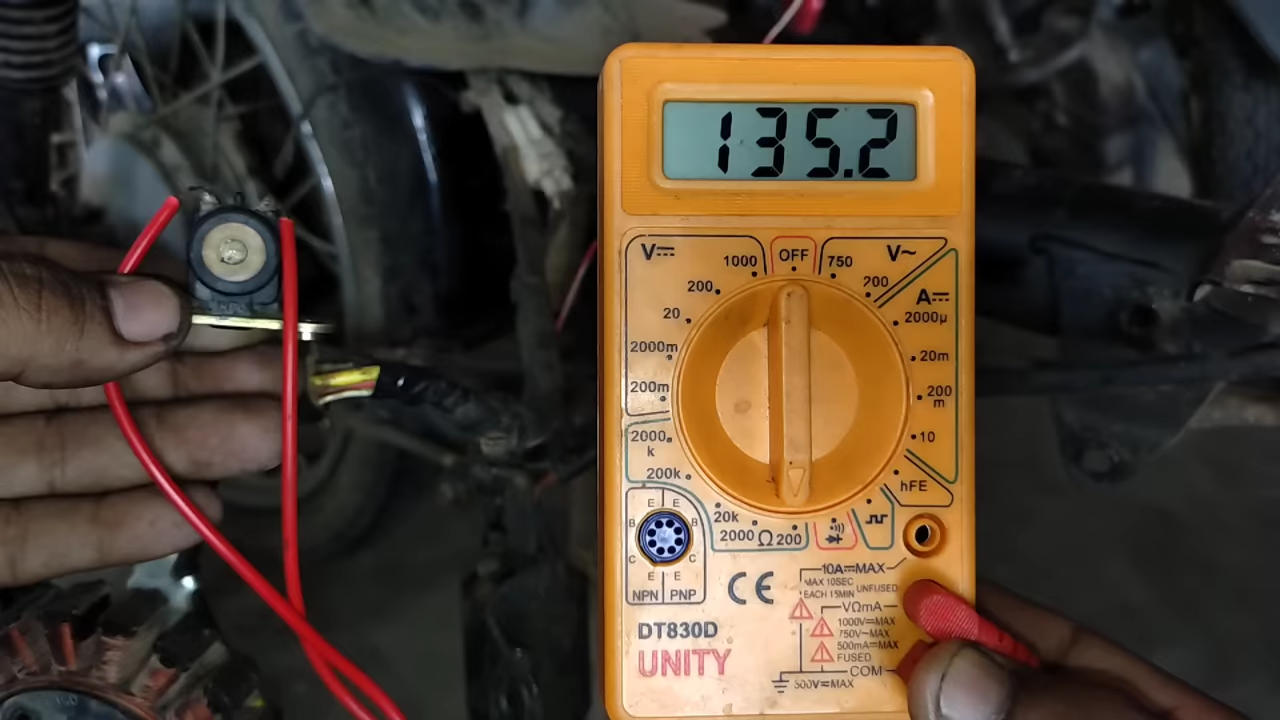 135.2
V⎓ 1000 OFF 750 V~
200 200
20 A⎓
2000m 2000µ
200m 20m
2000 k 200 m
200k 10
20k hFE
2000 Ω 200
E E
B B
C C
E E
NPN PNP
CE
10A⎓MAX
MAX 10SEC
EACH 15MIN UNFUSED
VΩmA
1000V⎓MAX
750V~MAX
500mA⎓MAX
FUSED
COM
500V⎓MAX
DT830D
UNITY